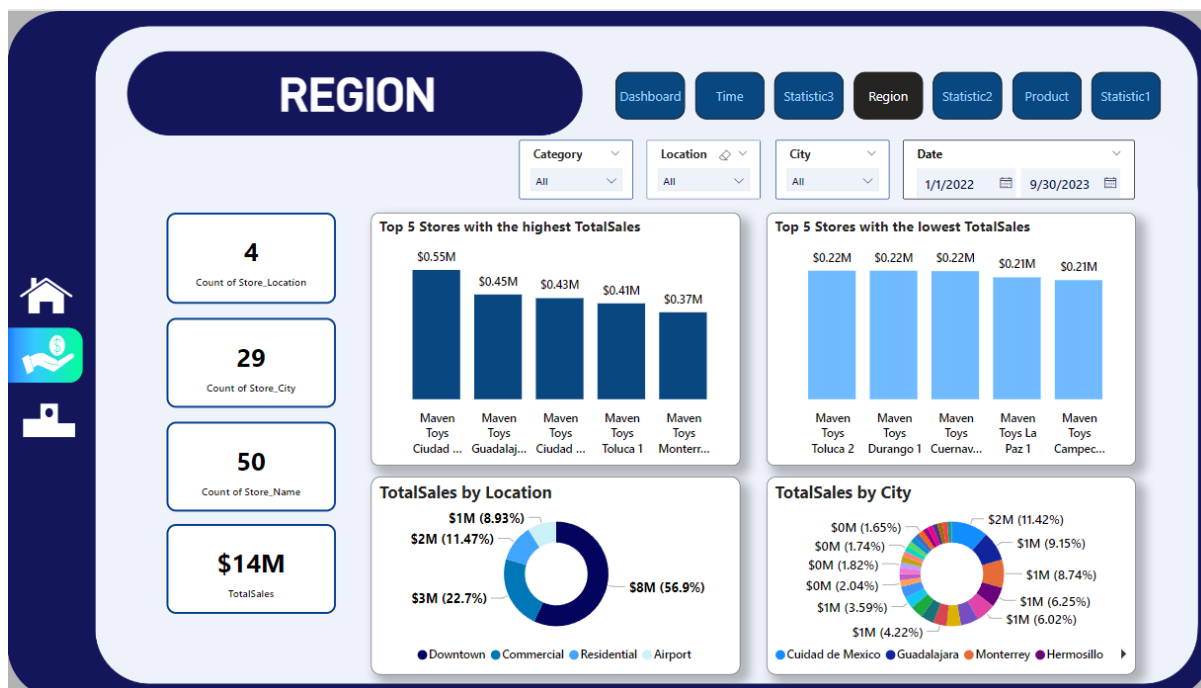 REGION
Dashboard
Time
Statistic3
Region
Statistic2
Product
Statistic1
Category
All
Location
All
City
All
Date
1/1/2022
9/30/2023
4
Count of Store_Location
29
Count of Store_City
50
Count of Store_Name
$14M
TotalSales
Top 5 Stores with the highest TotalSales
$0.55M
$0.45M
$0.43M
$0.41M
$0.37M
Maven
Toys
Ciudad ...
Maven
Toys
Guadalaj...
Maven
Toys
Ciudad ...
Maven
Toys
Toluca 1
Maven
Toys
Monterr...
Top 5 Stores with the lowest TotalSales
$0.22M
$0.22M
$0.22M
$0.21M
$0.21M
Maven
Toys
Toluca 2
Maven
Toys
Durango 1
Maven
Toys
Cuernav...
Maven
Toys La
Paz 1
Maven
Toys
Campec...
TotalSales by Location
$1M (8.93%)
$2M (11.47%)
$3M (22.7%)
$8M (56.9%)
Downtown
Commercial
Residential
Airport
TotalSales by City
$2M (11.42%)
$1M (9.15%)
$1M (8.74%)
$1M (6.25%)
$1M (6.02%)
$1M (4.22%)
$1M (3.59%)
$0M (2.04%)
$0M (1.82%)
$0M (1.74%)
$0M (1.65%)
Cuidad de Mexico
Guadalajara
Monterrey
Hermosillo